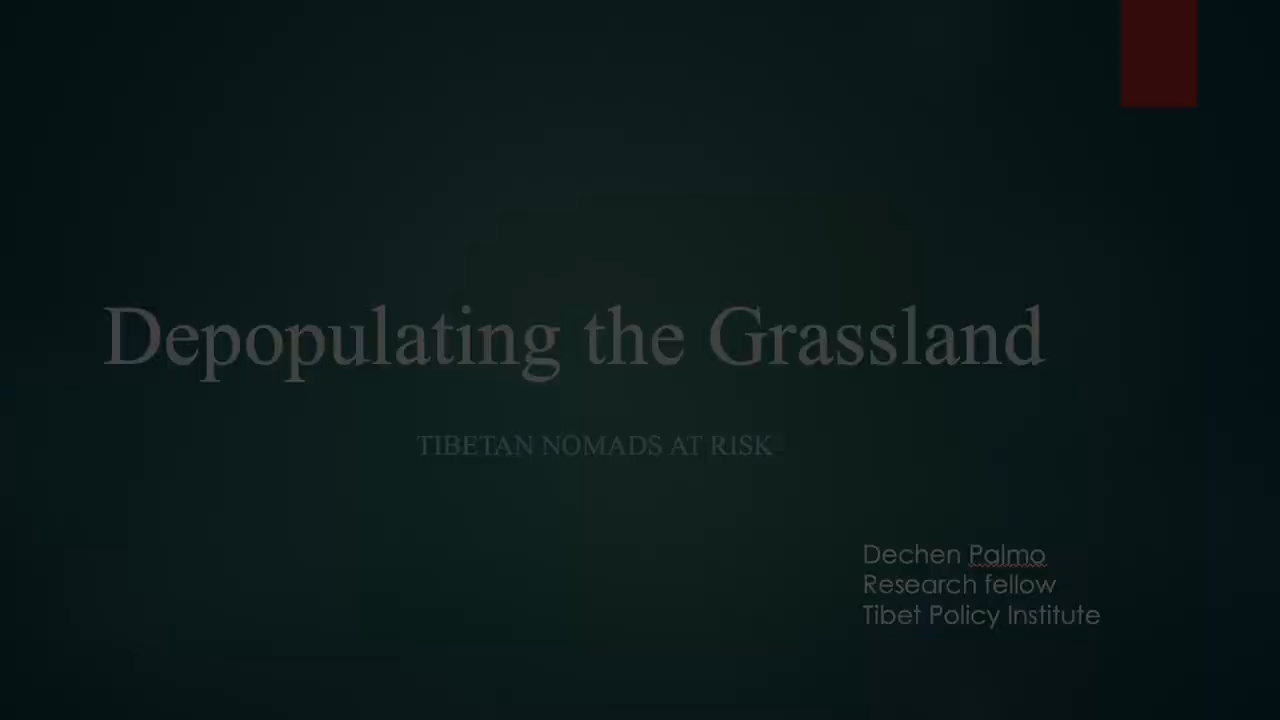 Depopulating the Grassland
TIBETAN NOMADS AT RISK
Dechen Palmo
Research fellow
Tibet Policy Institute